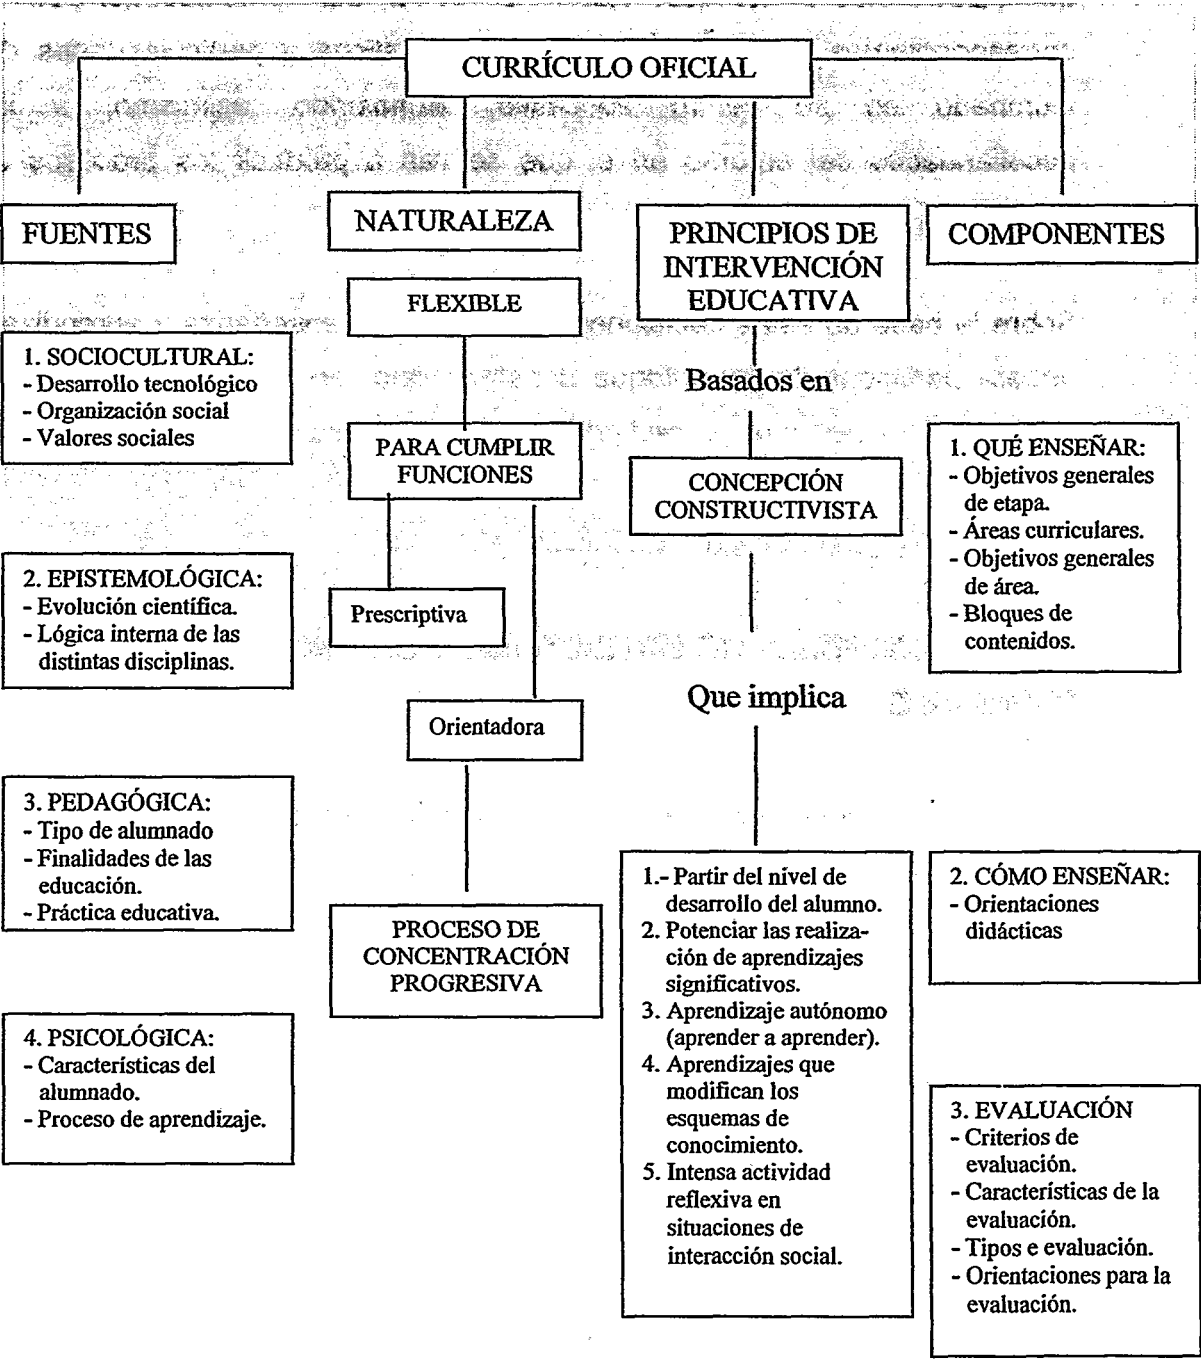 CURRÍCULO OFICIAL
FUENTES
1. SOCIOCULTURAL:
- Desarrollo tecnológico
- Organización social
- Valores sociales
2. EPISTEMOLÓGICA:
- Evolución científica.
- Lógica interna de las
distintas disciplinas.
3. PEDAGÓGICA:
- Tipo de alumnado
- Finalidades de las
educación.
- Práctica educativa.
4. PSICOLÓGICA:
- Características del
alumnado.
- Proceso de aprendizaje.
NATURALEZA
FLEXIBLE
PARA CUMPLIR
FUNCIONES
Prescriptiva
Orientadora
PROCESO DE
CONCENTRACIÓN
PROGRESIVA
PRINCIPIOS DE
INTERVENCIÓN
EDUCATIVA
Basados en
CONCEPCIÓN
CONSTRUCTIVISTA
Que implica
1.- Partir del nivel de
desarrollo del alumno.
2. Potenciar las realiza-
ción de aprendizajes
significativos.
3. Aprendizaje autónomo
(aprender a aprender).
4. Aprendizajes que
modifican los
esquemas de
conocimiento.
5. Intensa actividad
reflexiva en
situaciones de
interacción social.
COMPONENTES
1. QUÉ ENSEÑAR:
- Objetivos generales
de etapa.
- Áreas curriculares.
- Objetivos generales
de área.
- Bloques de
contenidos.
2. CÓMO ENSEÑAR:
- Orientaciones
didácticas
3. EVALUACIÓN
- Criterios de
evaluación.
- Características de la
evaluación.
- Tipos e evaluación.
- Orientaciones para la
evaluación.